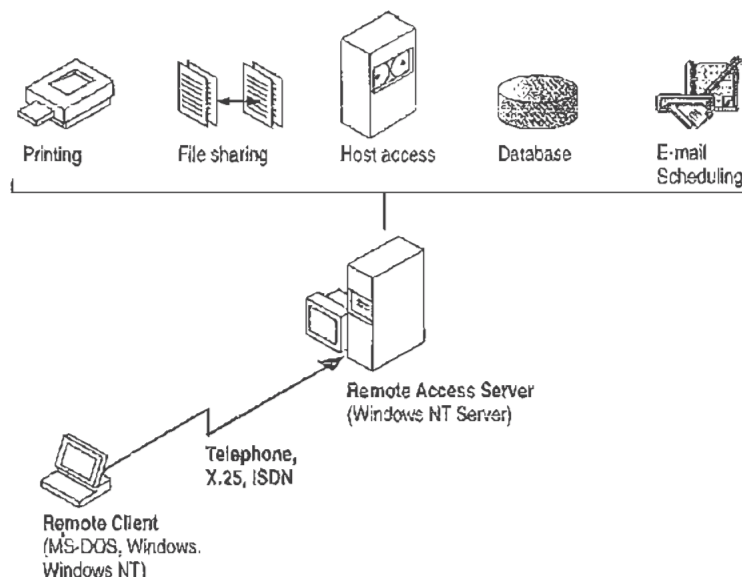 Printing
File sharing
Host access
Database
E-mail
Scheduling
Remote Access Server
(Windows NT Server)
Telephone,
X.25, ISDN
Remote Client
(MS-DOS, Windows.
Windows NT)